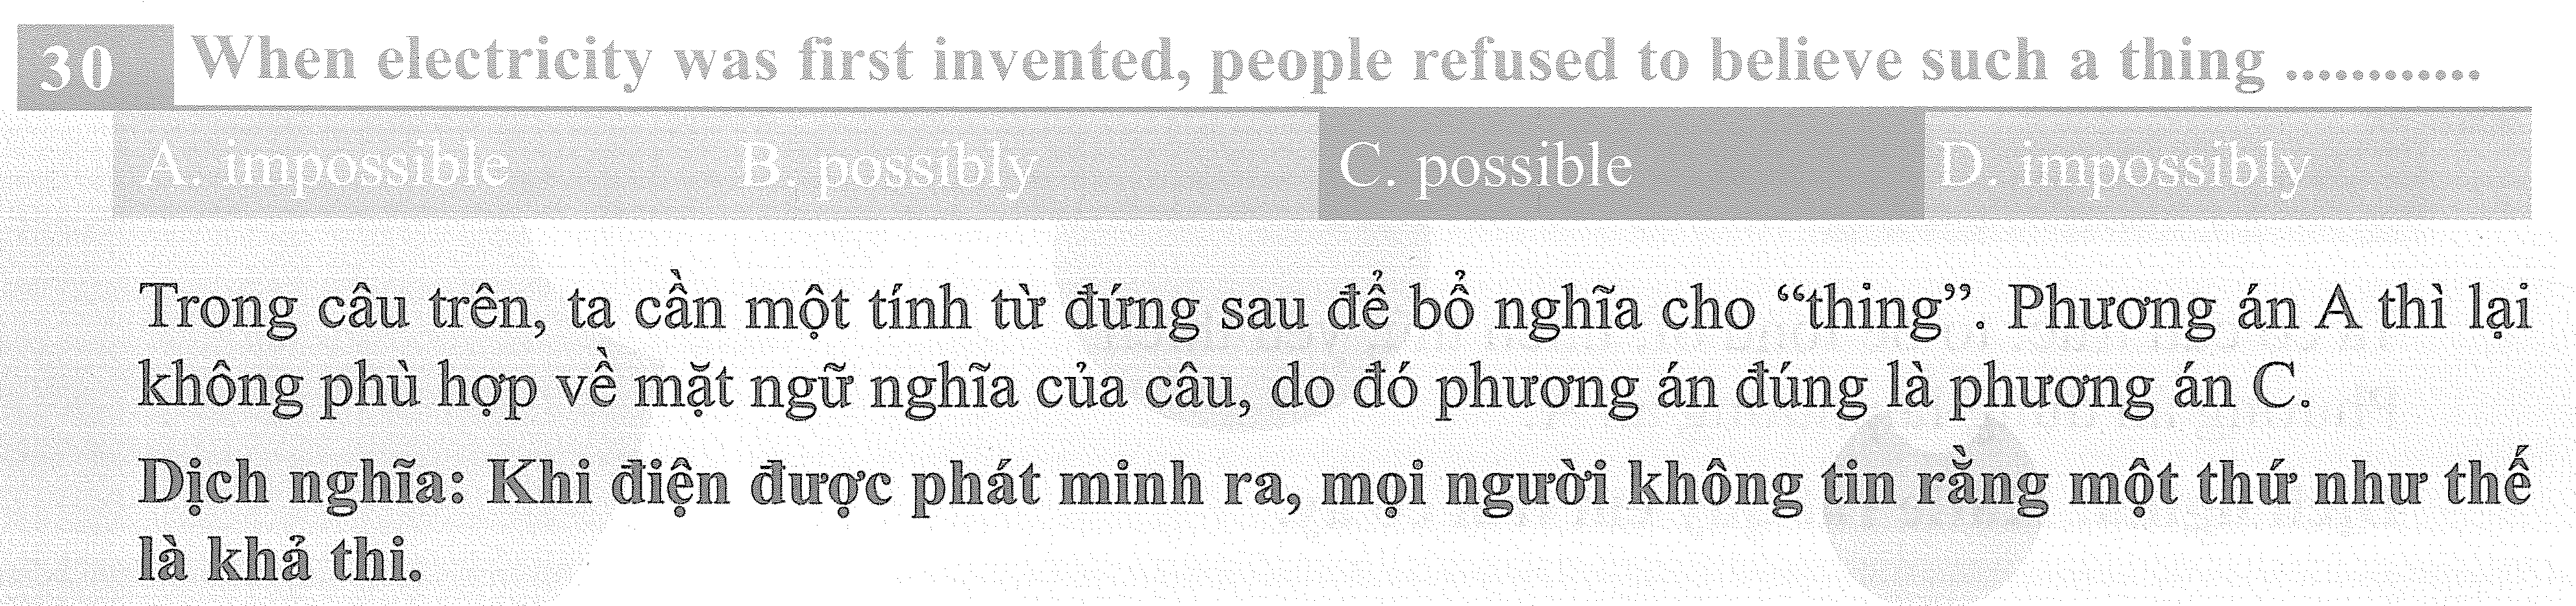 30 When electricity was first invented, people refused to believe such a thing ............
A. impossible B. possibly C. possible D. impossibly
Trong câu trên, ta cần một tính từ đứng sau để bổ nghĩa cho “thing”. Phương án A thì lại
không phù hợp về mặt ngữ nghĩa của câu, do đó phương án đúng là phương án C.
Dịch nghĩa: Khi điện được phát minh ra, mọi người không tin rằng một thứ như thế
là khả thi.